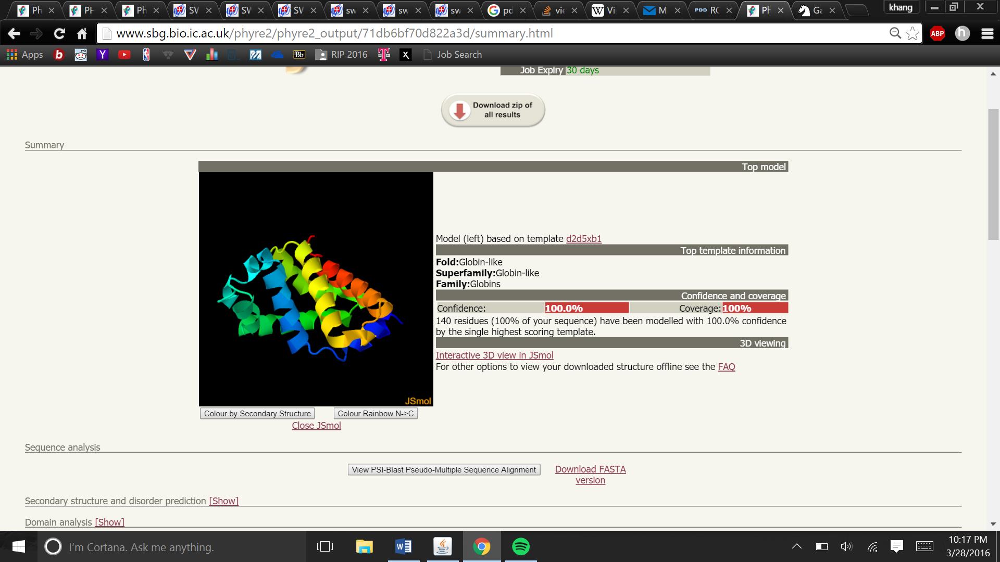 Ph
PH
Ph
SV
SV
SV
sw
sw
sw
pd
vie
Vi
M
PDB RC
Ph
Ga
khang
www.sbg.bio.ic.ac.uk/phyre2/phyre2_output/71db6bf70d822a3d/summary.html
ABP
h
Apps
b
Y
Bb
RIP 2016
X
Job Search
Job Expiry 30 days
Download zip of
all results
Summary
Top model
Model (left) based on template d2d5xb1
Top template information
Fold:Globin-like
Superfamily:Globin-like
Family:Globins
Confidence and coverage
Confidence: 100.0% Coverage: 100%
140 residues (100% of your sequence) have been modelled with 100.0% confidence
by the single highest scoring template.
3D viewing
Interactive 3D view in JSmol
For other options to view your downloaded structure offline see the FAQ
JSmol
Colour by Secondary Structure Colour Rainbow N->C
Close JSmol
Sequence analysis
View PSI-Blast Pseudo-Multiple Sequence Alignment Download FASTA
version
Secondary structure and disorder prediction [Show]
Domain analysis [Show]
I'm Cortana. Ask me anything.
10:17 PM
3/28/2016